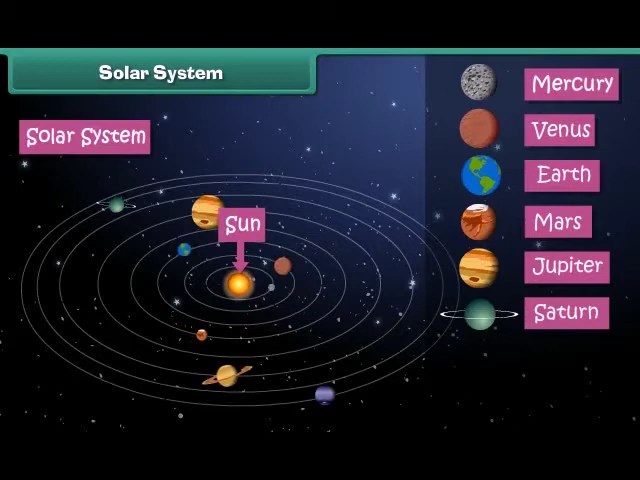 Solar System
Solar System
Sun
Mercury
Venus
Earth
Mars
Jupiter
Saturn